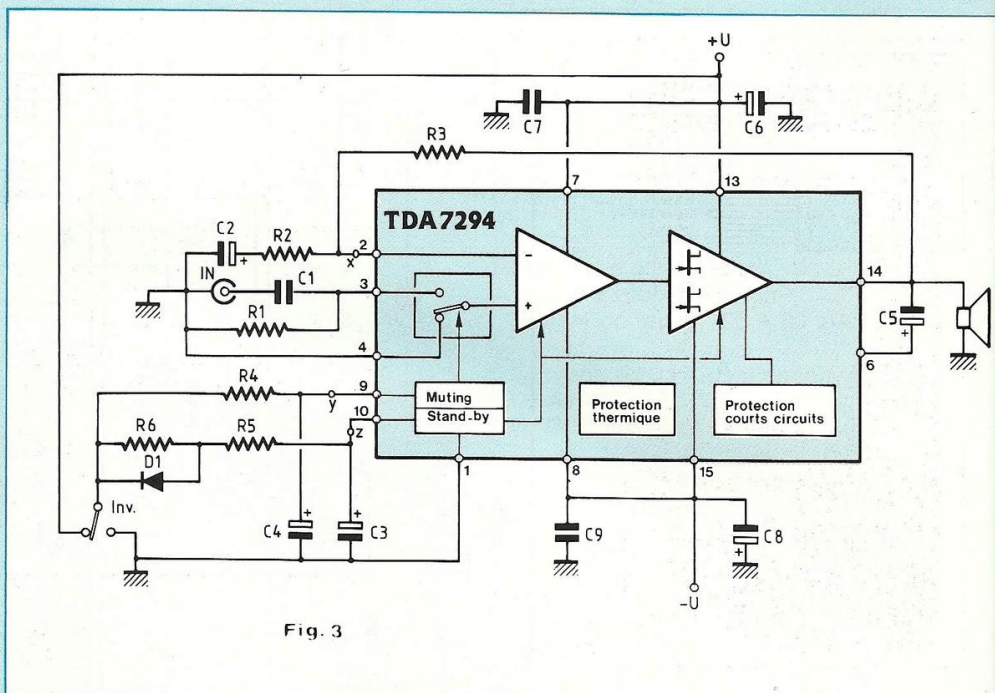 +U
C7
C6
R3
7
13
TDA7294
C2
R2
2
x
IN
C1
3
R1
4
14
C5
6
R4
9
y
10
z
Muting
Stand-by
Protection
thermique
Protection
courts circuits
R6
R5
D1
1
8
15
Inv.
C4
C3
C9
C8
-U
+
+
+
+
+
+
-
+
Fig. 3